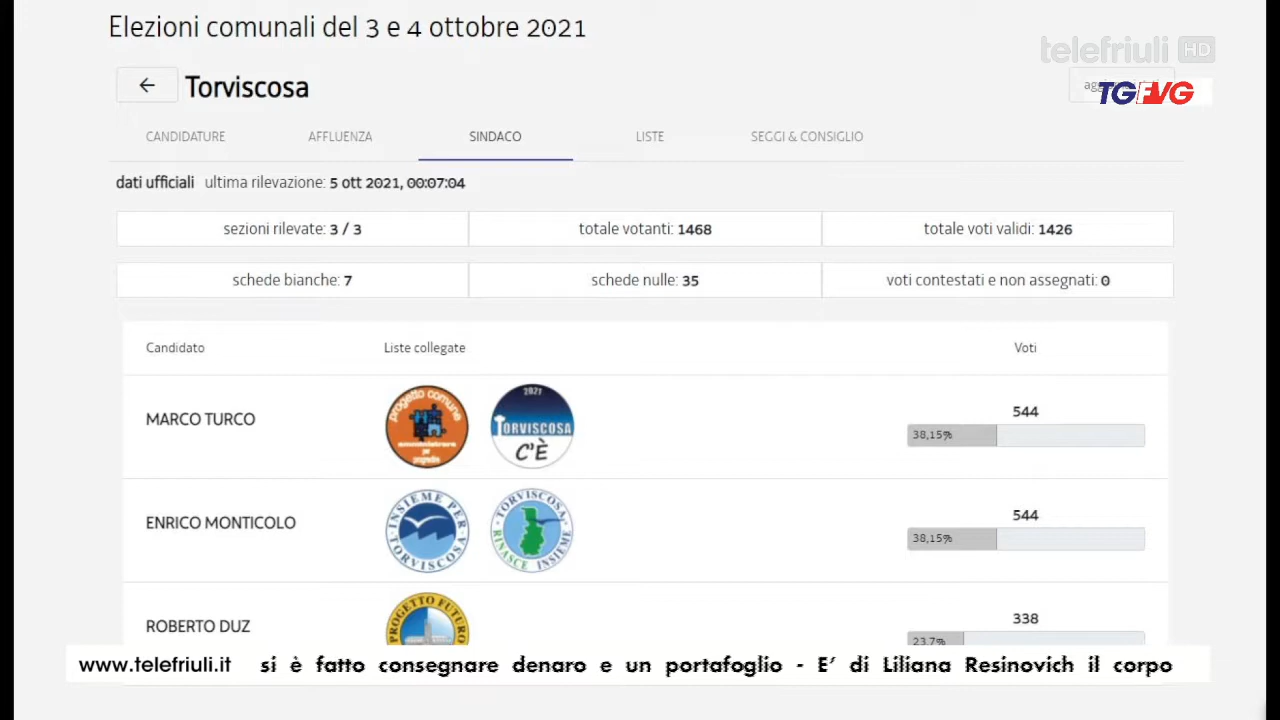 Elezioni comunali del 3 e 4 ottobre 2021
telefriuli HD
← Torviscosa
TGFVG
CANDIDATURE AFFLUENZA SINDACO LISTE SEGGI & CONSIGLIO
dati ufficiali ultima rilevazione: 5 ott 2021, 00:07:04
sezioni rilevate: 3 / 3 totale votanti: 1468 totale voti validi: 1426
schede bianche: 7 schede nulle: 35 voti contestati e non assegnati: 0
Candidato Liste collegate Voti
MARCO TURCO
progetto comune
amministrare
per
progredire
2021
TORVISCOSA
C'È
544
38,15%
ENRICO MONTICOLO
INSIEME PER
TORVISCOSA
TORVISCOSA
RINASCE INSIEME
544
38,15%
ROBERTO DUZ
PROGETTO FUTURO
338
23,7%
www.telefriuli.it si è fatto consegnare denaro e un portafoglio - E' di Liliana Resinovich il corpo